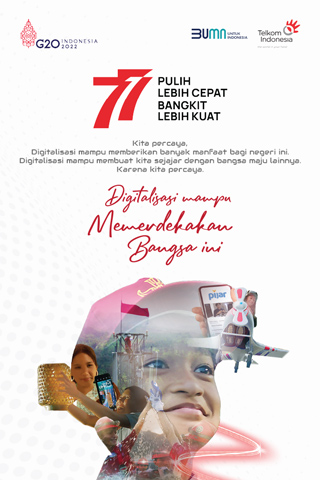 G20 INDONESIA
2022
BUMN UNTUK
INDONESIA
Telkom
Indonesia
77
PULIH
LEBIH CEPAT
BANGKIT
LEBIH KUAT
Kita percaya,
Digitalisasi mampu memberikan banyak manfaat bagi negeri ini.
Digitalisasi mampu membuat kita sejajar dengan bangsa maju lainnya.
Karena kita percaya.
Digitalisasi mampu
Memerdekakan
Bangsa ini
pijar